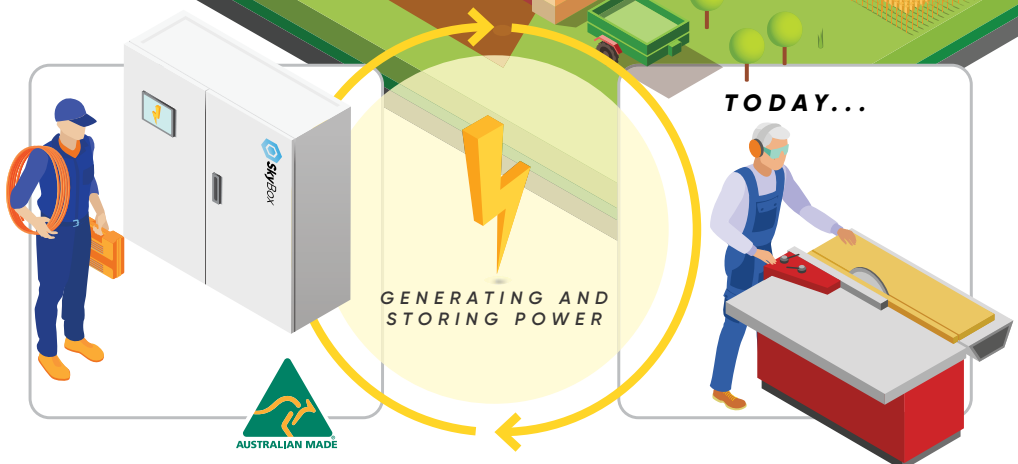 TODAY...
SKYBOX
GENERATING AND
STORING POWER
AUSTRALIAN MADE